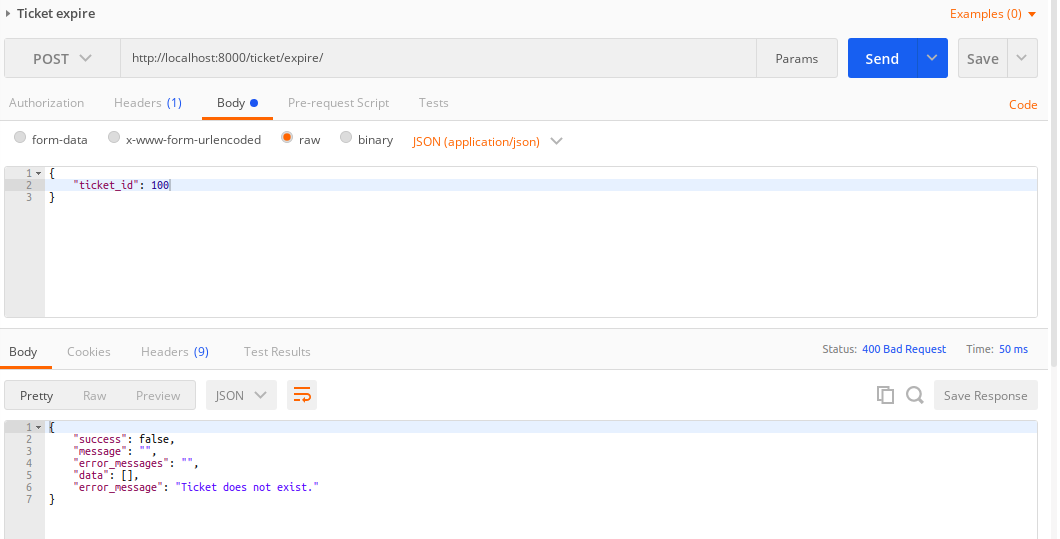 Ticket expire Examples (0)
POST http://localhost:8000/ticket/expire/ Params Send Save
Authorization Headers (1) Body Pre-request Script Tests Code
form-data x-www-form-urlencoded raw binary JSON (application/json)
1 {
2 "ticket_id": 100
3 }
Body Cookies Headers (9) Test Results Status: 400 Bad Request Time: 50 ms
Pretty Raw Preview JSON Save Response
1 {
2 "success": false,
3 "message": "",
4 "error_messages": "",
5 "data": [],
6 "error_message": "Ticket does not exist."
7 }